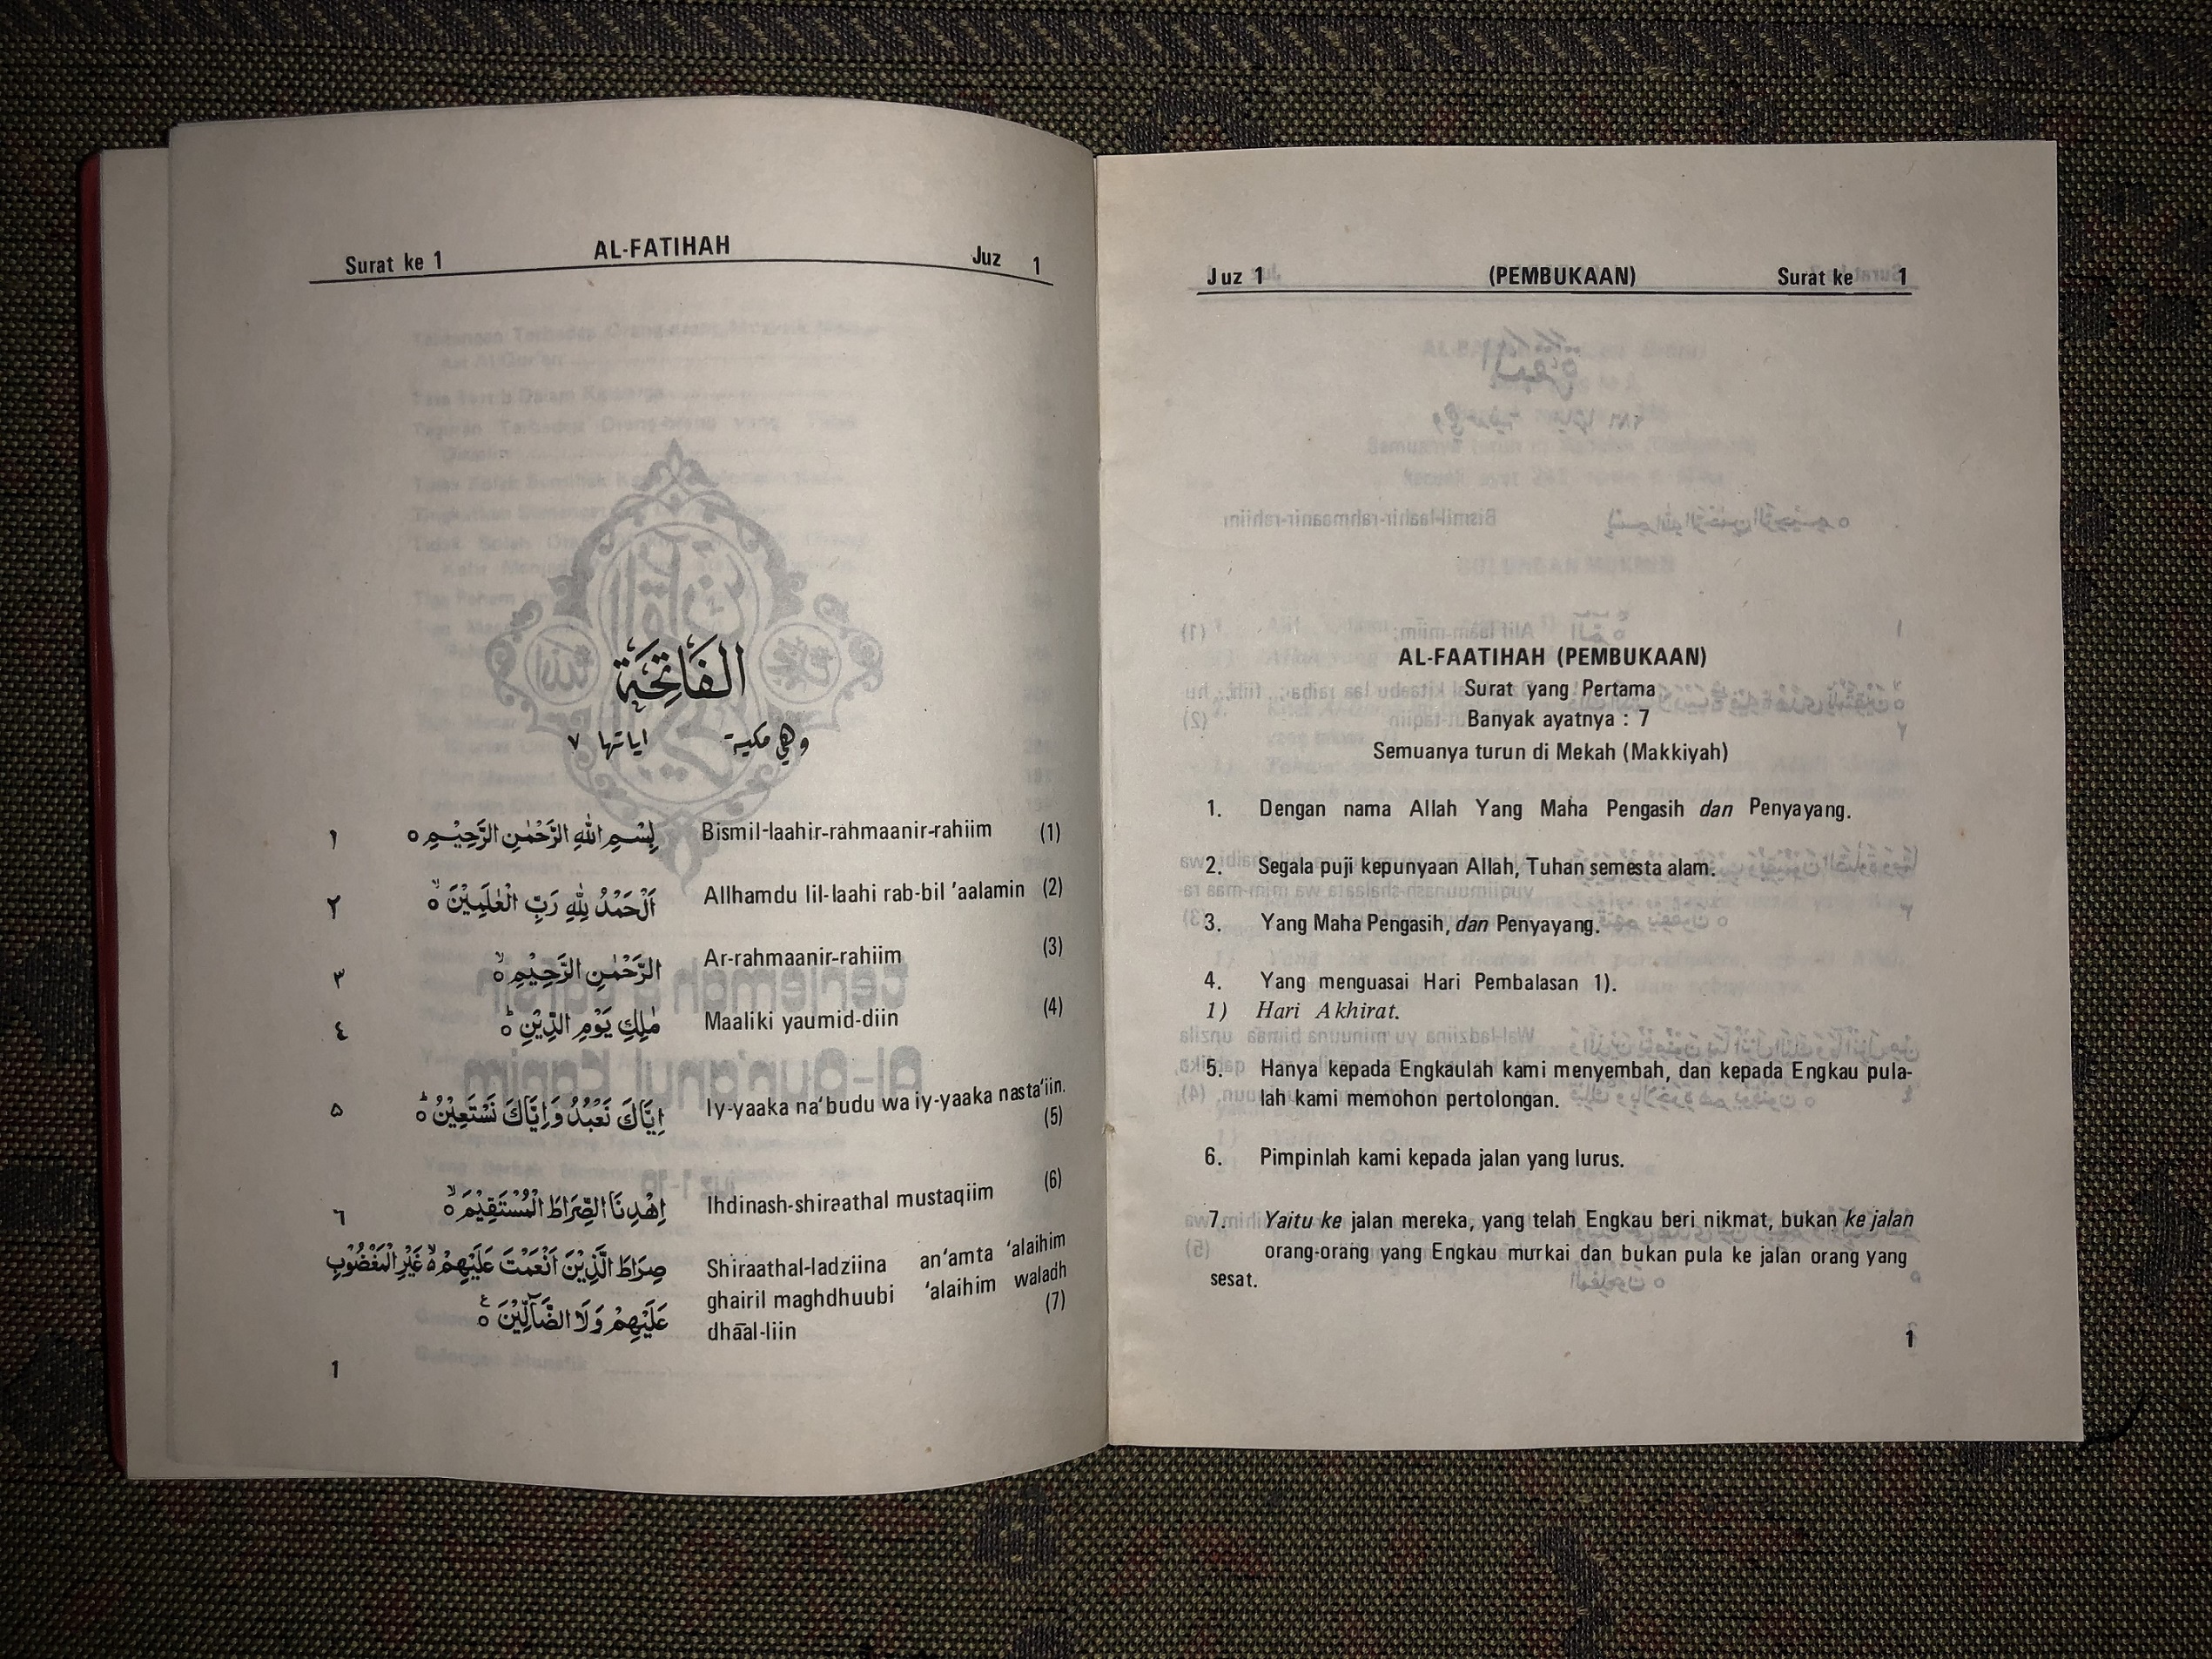 Surat ke 1 AL-FATIHAH Juz 1
الفَاتِحَة
وهي مكية اياتها ٧
بِسْمِ اللهِ الرَّحْمٰنِ الرَّحِيْمِ ١
Bismil-laahir-rahmaanir-rahiim (1)
اَلْحَمْدُ لِلهِ رَبِّ الْعٰلَمِيْنَ ۙ ٢
Allhamdu lil-laahi rab-bil 'aalamin (2)
الرَّحْمٰنِ الرَّحِيْمِ ۙ ٣
Ar-rahmaanir-rahiim (3)
مٰلِكِ يَوْمِ الدِّيْنِ ۗ ٤
Maaliki yaumid-diin (4)
اِيَّاكَ نَعْبُدُ وَاِيَّاكَ نَسْتَعِيْنُ ۗ ٥
Iy-yaaka na'budu wa iy-yaaka nasta'iin.
(5)
اِهْدِنَا الصِّرَاطَ الْمُسْتَقِيْمَ ۙ ٦
Ihdinash-shiraathal mustaqiim (6)
صِرَاطَ الَّذِيْنَ اَنْعَمْتَ عَلَيْهِمْ ۙ غَيْرِ الْمَغْضُوْبِ
عَلَيْهِمْ وَلَا الضَّآلِّيْنَ
Shiraathal-ladziina an'amta 'alaihim
ghairil maghdhuubi 'alaihim waladh
dhāal-liin (7)
1
Juz 1 (PEMBUKAAN) Surat ke 1
AL-FAATIHAH (PEMBUKAAN)
Surat yang Pertama
Banyak ayatnya : 7
Semuanya turun di Mekah (Makkiyah)
1. Dengan nama Allah Yang Maha Pengasih dan Penyayang.
2. Segala puji kepunyaan Allah, Tuhan semesta alam.
3. Yang Maha Pengasih, dan Penyayang.
4. Yang menguasai Hari Pembalasan 1).
1) Hari Akhirat.
5. Hanya kepada Engkaulah kami menyembah, dan kepada Engkau pula-
lah kami memohon pertolongan.
6. Pimpinlah kami kepada jalan yang lurus.
7. Yaitu ke jalan mereka, yang telah Engkau beri nikmat, bukan ke jalan
orang-orang yang Engkau murkai dan bukan pula ke jalan orang yang
sesat.
1